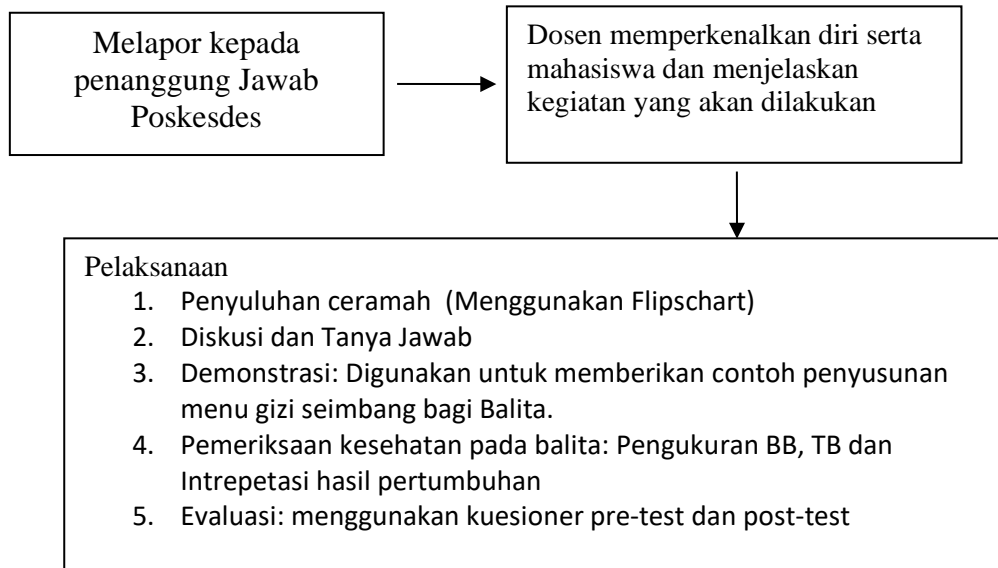 Melapor kepada
penanggung Jawab
Poskesdes
Dosen memperkenalkan diri serta
mahasiswa dan menjelaskan
kegiatan yang akan dilakukan
Pelaksanaan
1. Penyuluhan ceramah (Menggunakan Flipschart)
2. Diskusi dan Tanya Jawab
3. Demonstrasi: Digunakan untuk memberikan contoh penyusunan
menu gizi seimbang bagi Balita.
4. Pemeriksaan kesehatan pada balita: Pengukuran BB, TB dan
Intrepetasi hasil pertumbuhan
5. Evaluasi: menggunakan kuesioner pre-test dan post-test